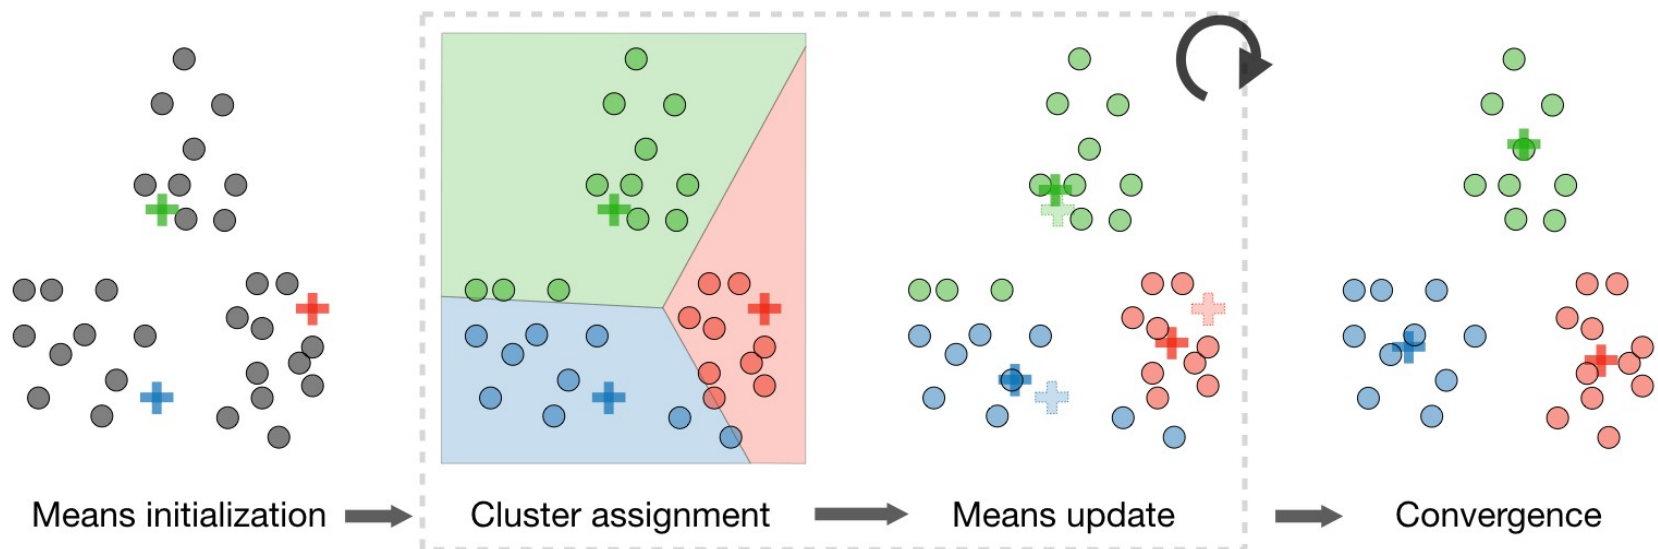 Means initialization
Cluster assignment
Means update
Convergence